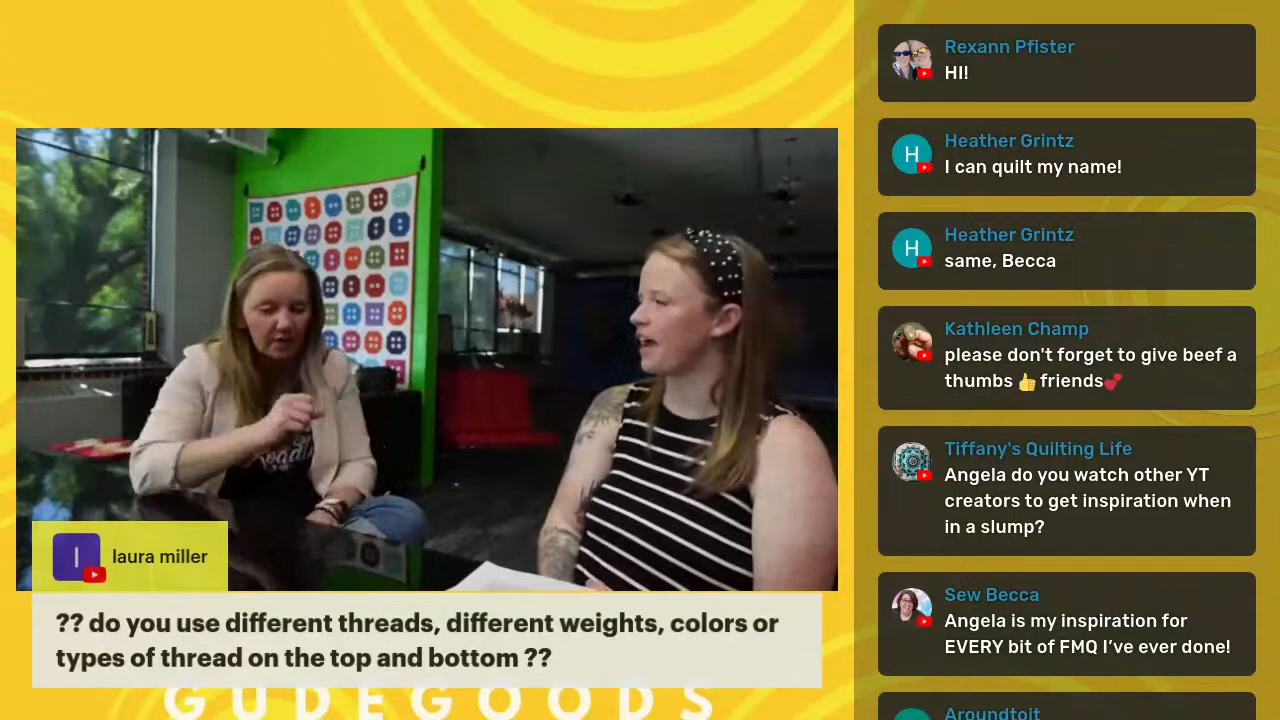 laura miller
?? do you use different threads, different weights, colors or
types of thread on the top and bottom ??
GUDEGOODS
Rexann Pfister
HI!
Heather Grintz
I can quilt my name!
Heather Grintz
same, Becca
Kathleen Champ
please don't forget to give beef a
thumbs 👍 friends💕
Tiffany's Quilting Life
Angela do you watch other YT
creators to get inspiration when
in a slump?
Sew Becca
Angela is my inspiration for
EVERY bit of FMQ I've ever done!
Aroundtoit